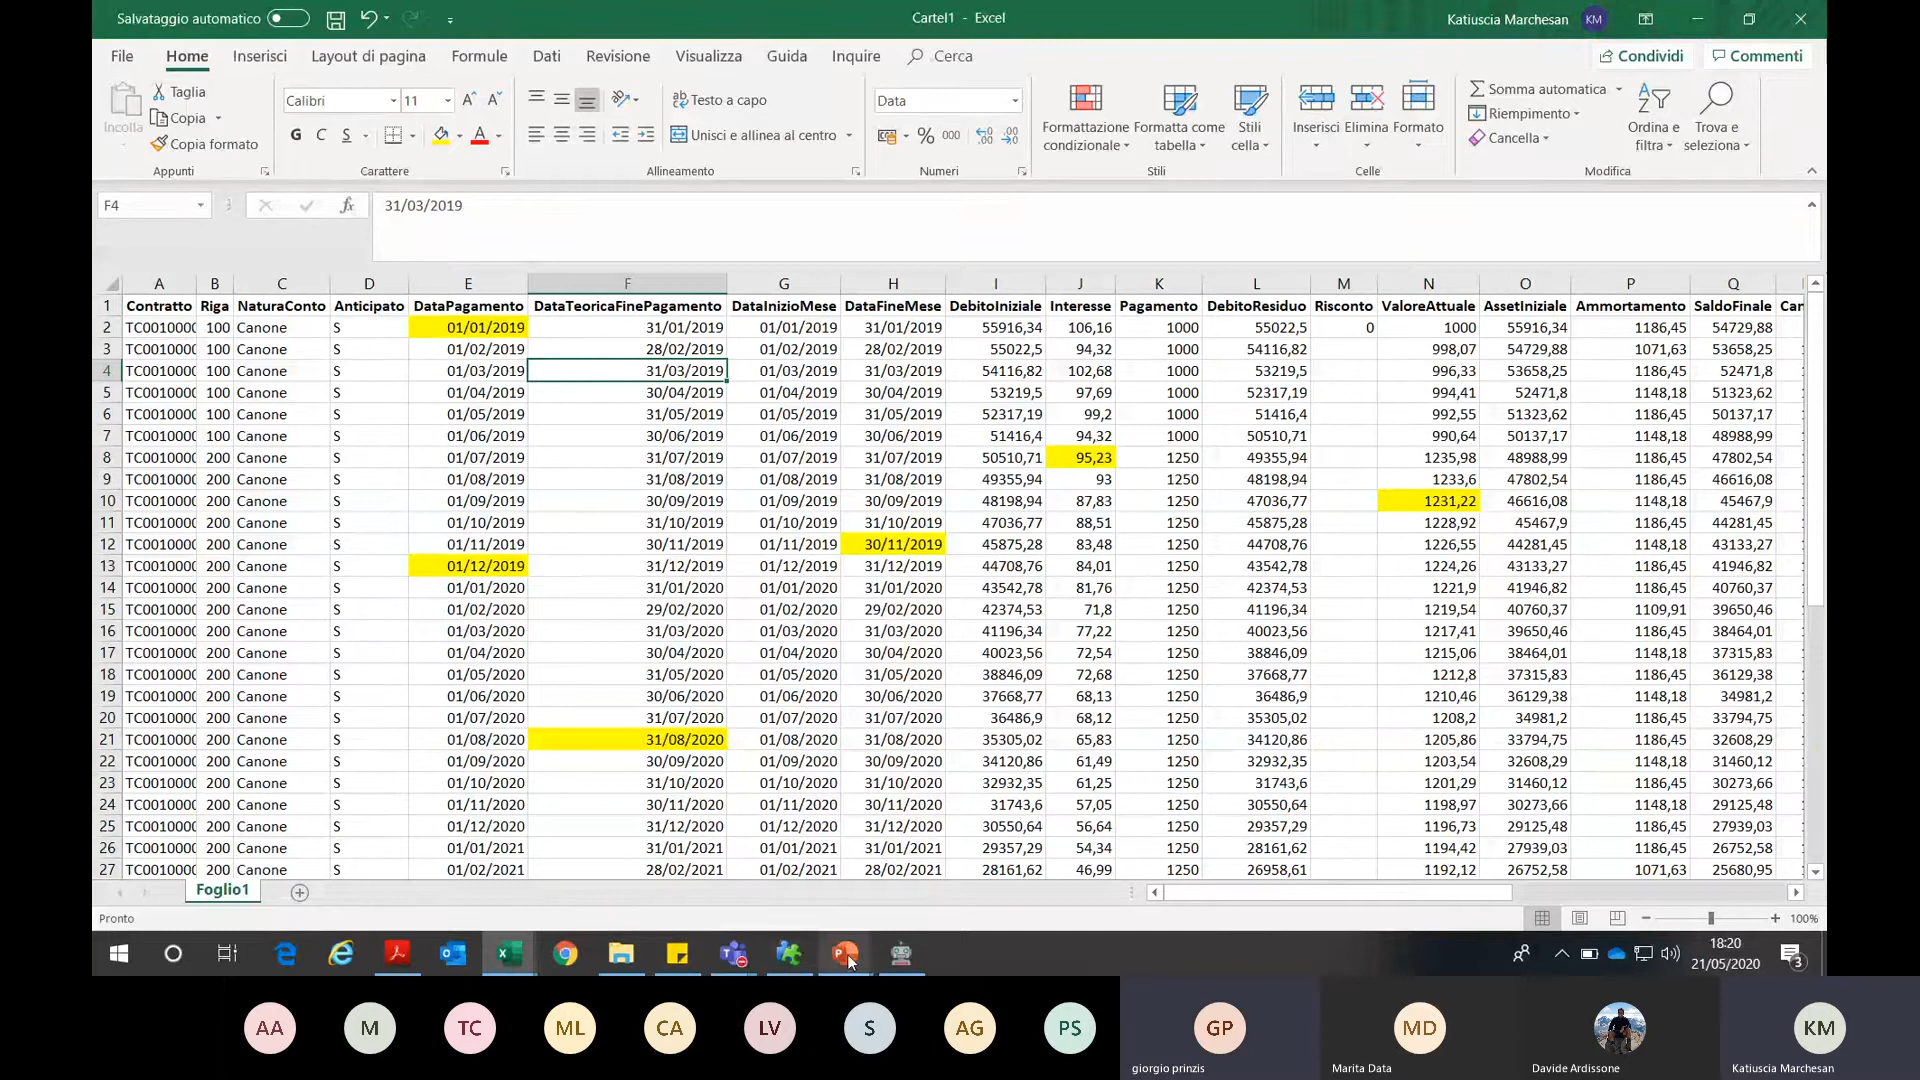 Salvataggio automatico
Cartel1 - Excel
Katiuscia Marchesan KM
File Home Inserisci Layout di pagina Formule Dati Revisione Visualizza Guida Inquire Cerca
Condividi Commenti
Incolla
Taglia
Copia
Copia formato
Appunti
Calibri 11
G C S
Carattere
Testo a capo
Unisci e allinea al centro
Allineamento
Data
% 000
Numeri
Formattazione condizionale
Formatta come tabella
Stili cella
Stili
Inserisci Elimina Formato
Celle
Somma automatica
Riempimento
Cancella
Ordina e filtra
Trova e seleziona
Modifica
F4 fx 31/03/2019
A B C D E F G H I J K L M N O P Q
1 Contratto Riga NaturaConto Anticipato DataPagamento DataTeoricaFinePagamento DataInizioMese DataFineMese DebitoIniziale Interesse Pagamento DebitoResiduo Risconto ValoreAttuale AssetIniziale Ammortamento SaldoFinale Can
2 TC0010000 100 Canone S 01/01/2019 31/01/2019 01/01/2019 31/01/2019 55916,34 106,16 1000 55022,5 0 1000 55916,34 1186,45 54729,88
3 TC0010000 100 Canone S 01/02/2019 28/02/2019 01/02/2019 28/02/2019 55022,5 94,32 1000 54116,82 998,07 54729,88 1071,63 53658,25
4 TC0010000 100 Canone S 01/03/2019 31/03/2019 01/03/2019 31/03/2019 54116,82 102,68 1000 53219,5 996,33 53658,25 1186,45 52471,8
5 TC0010000 100 Canone S 01/04/2019 30/04/2019 01/04/2019 30/04/2019 53219,5 97,69 1000 52317,19 994,41 52471,8 1148,18 51323,62
6 TC0010000 100 Canone S 01/05/2019 31/05/2019 01/05/2019 31/05/2019 52317,19 99,2 1000 51416,4 992,55 51323,62 1186,45 50137,17
7 TC0010000 100 Canone S 01/06/2019 30/06/2019 01/06/2019 30/06/2019 51416,4 94,32 1000 50510,71 990,64 50137,17 1148,18 48988,99
8 TC0010000 200 Canone S 01/07/2019 31/07/2019 01/07/2019 31/07/2019 50510,71 95,23 1250 49355,94 1235,98 48988,99 1186,45 47802,54
9 TC0010000 200 Canone S 01/08/2019 31/08/2019 01/08/2019 31/08/2019 49355,94 93 1250 48198,94 1233,6 47802,54 1186,45 46616,08
10 TC0010000 200 Canone S 01/09/2019 30/09/2019 01/09/2019 30/09/2019 48198,94 87,83 1250 47036,77 1231,22 46616,08 1148,18 45467,9
11 TC0010000 200 Canone S 01/10/2019 31/10/2019 01/10/2019 31/10/2019 47036,77 88,51 1250 45875,28 1228,92 45467,9 1186,45 44281,45
12 TC0010000 200 Canone S 01/11/2019 30/11/2019 01/11/2019 30/11/2019 45875,28 83,48 1250 44708,76 1226,55 44281,45 1148,18 43133,27
13 TC0010000 200 Canone S 01/12/2019 31/12/2019 01/12/2019 31/12/2019 44708,76 84,01 1250 43542,78 1224,26 43133,27 1186,45 41946,82
14 TC0010000 200 Canone S 01/01/2020 31/01/2020 01/01/2020 31/01/2020 43542,78 81,76 1250 42374,53 1221,9 41946,82 1186,45 40760,37
15 TC0010000 200 Canone S 01/02/2020 29/02/2020 01/02/2020 29/02/2020 42374,53 71,8 1250 41196,34 1219,54 40760,37 1109,91 39650,46
16 TC0010000 200 Canone S 01/03/2020 31/03/2020 01/03/2020 31/03/2020 41196,34 77,22 1250 40023,56 1217,41 39650,46 1186,45 38464,01
17 TC0010000 200 Canone S 01/04/2020 30/04/2020 01/04/2020 30/04/2020 40023,56 72,54 1250 38846,09 1215,06 38464,01 1148,18 37315,83
18 TC0010000 200 Canone S 01/05/2020 31/05/2020 01/05/2020 31/05/2020 38846,09 72,68 1250 37668,77 1212,8 37315,83 1186,45 36129,38
19 TC0010000 200 Canone S 01/06/2020 30/06/2020 01/06/2020 30/06/2020 37668,77 68,13 1250 36486,9 1210,46 36129,38 1148,18 34981,2
20 TC0010000 200 Canone S 01/07/2020 31/07/2020 01/07/2020 31/07/2020 36486,9 68,12 1250 35305,02 1208,2 34981,2 1186,45 33794,75
21 TC0010000 200 Canone S 01/08/2020 31/08/2020 01/08/2020 31/08/2020 35305,02 65,83 1250 34120,86 1205,86 33794,75 1186,45 32608,29
22 TC0010000 200 Canone S 01/09/2020 30/09/2020 01/09/2020 30/09/2020 34120,86 61,49 1250 32932,35 1203,54 32608,29 1148,18 31460,12
23 TC0010000 200 Canone S 01/10/2020 31/10/2020 01/10/2020 31/10/2020 32932,35 61,25 1250 31743,6 1201,29 31460,12 1186,45 30273,66
24 TC0010000 200 Canone S 01/11/2020 30/11/2020 01/11/2020 30/11/2020 31743,6 57,05 1250 30550,64 1198,97 30273,66 1148,18 29125,48
25 TC0010000 200 Canone S 01/12/2020 31/12/2020 01/12/2020 31/12/2020 30550,64 56,64 1250 29357,29 1196,73 29125,48 1186,45 27939,03
26 TC0010000 200 Canone S 01/01/2021 31/01/2021 01/01/2021 31/01/2021 29357,29 54,34 1250 28161,62 1194,42 27939,03 1186,45 26752,58
27 TC0010000 200 Canone S 01/02/2021 28/02/2021 01/02/2021 28/02/2021 28161,62 46,99 1250 26958,61 1192,12 26752,58 1071,63 25680,95
Foglio1
Pronto
100%
18:20
21/05/2020
3
AA M TC ML CA LV S AG PS GP MD KM
giorgio prinzis Marita Data Davide Ardissone Katiuscia Marchesan